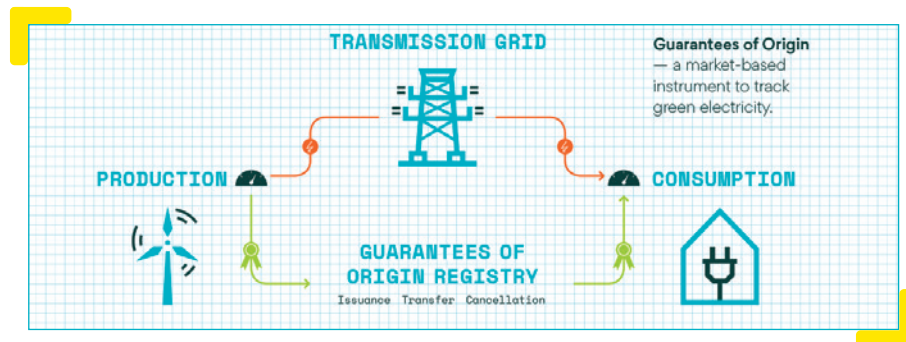 TRANSMISSION GRID
Guarantees of Origin
— a market-based
instrument to track
green electricity.
PRODUCTION
CONSUMPTION
GUARANTEES OF
ORIGIN REGISTRY
Issuance Transfer Cancellation